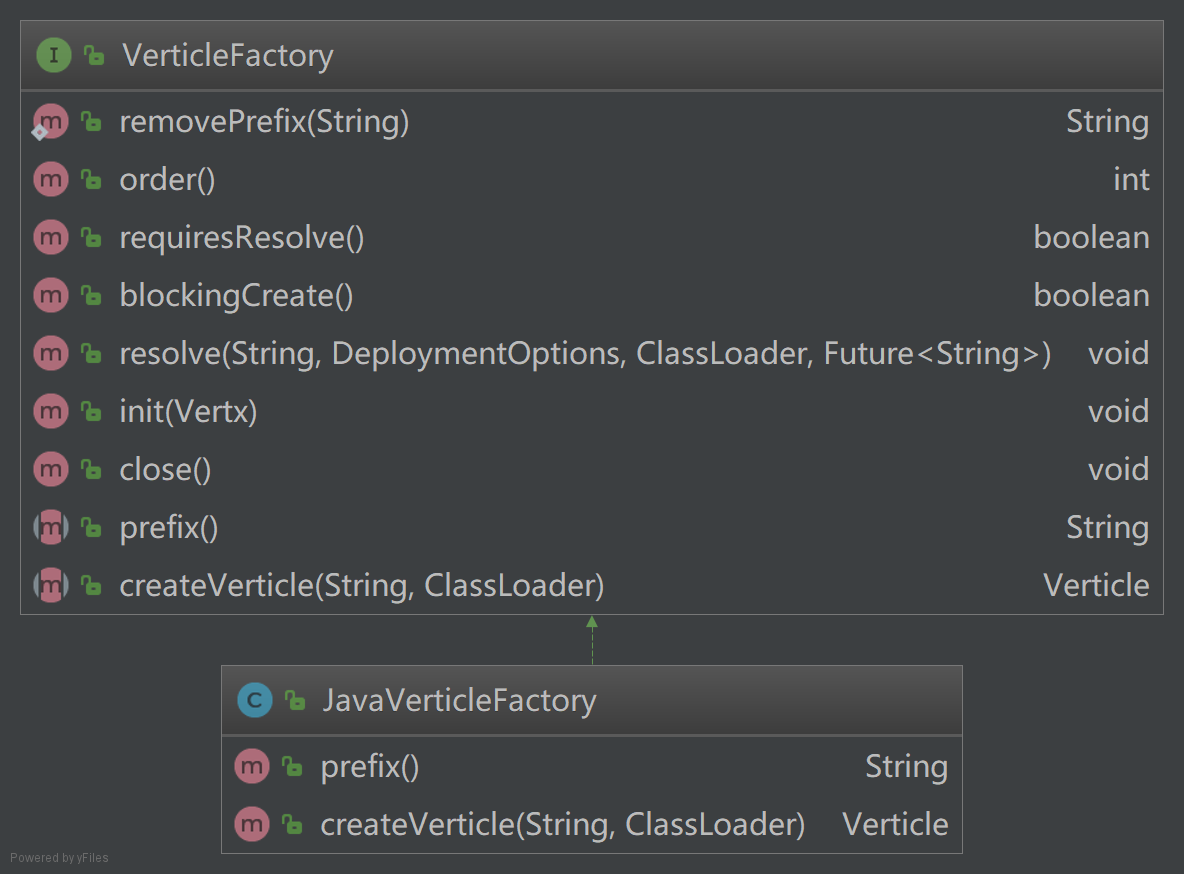 I VerticleFactory
m removePrefix(String) String
m order() int
m requiresResolve() boolean
m blockingCreate() boolean
m resolve(String, DeploymentOptions, ClassLoader, Future<String>) void
m init(Vertx) void
m close() void
m prefix() String
m createVerticle(String, ClassLoader) Verticle
C JavaVerticleFactory
m prefix() String
m createVerticle(String, ClassLoader) Verticle
Powered by yFiles